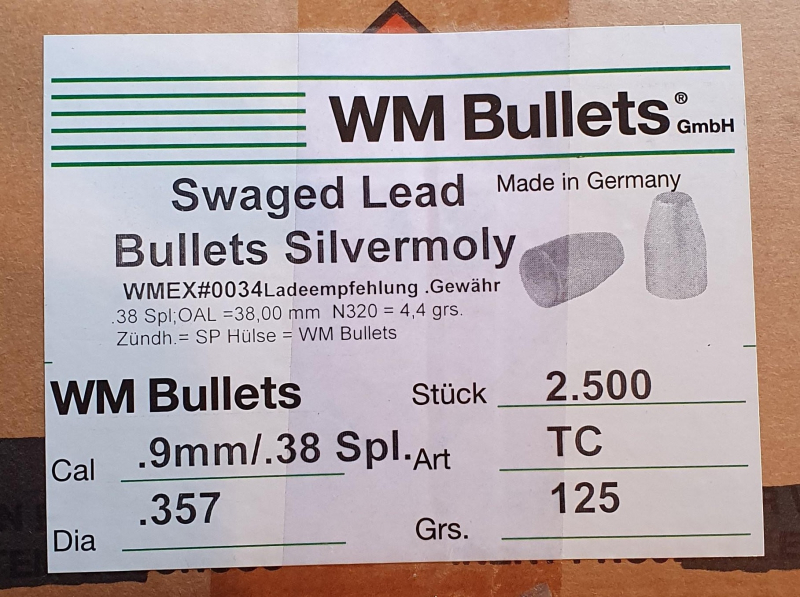 WM Bullets® GmbH
Made in Germany
Swaged Lead
Bullets Silvermoly
WMEX#0034Ladeempfehlung .Gewähr
.38 Spl;OAL =38,00 mm N320 = 4,4 grs.
Zündh.= SP Hülse = WM Bullets
WM Bullets
Stück 2.500
Cal .9mm/.38 Spl.
Art TC
Dia .357
Grs. 125